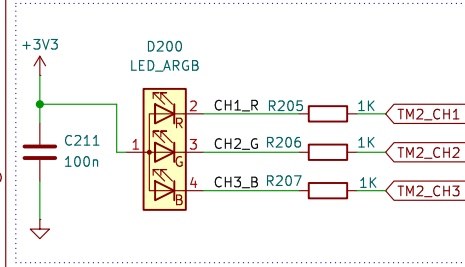 +3V3
D200
LED_ARGB
2 CH1_R R205 1K TM2_CH1
R
C211
100n
1
3 CH2_G R206 1K TM2_CH2
G
4 CH3_B R207 1K TM2_CH3
B